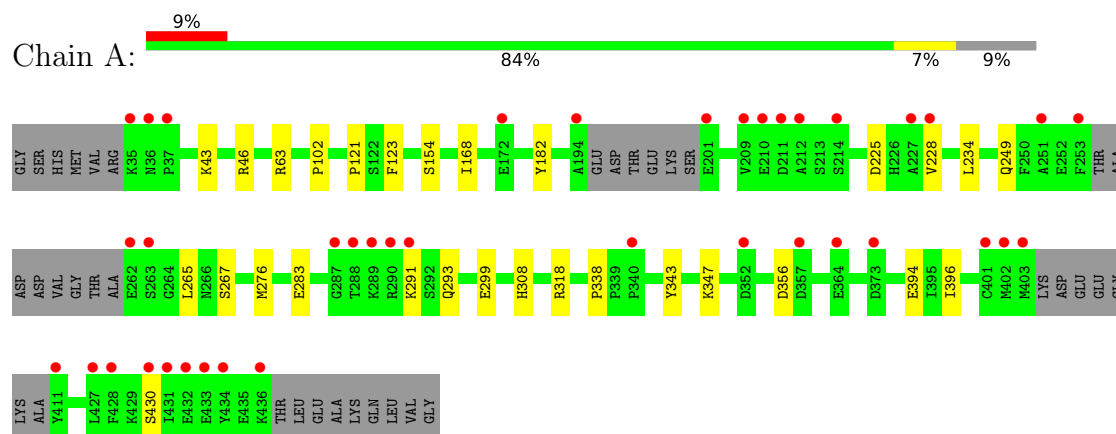 9%
Chain A:
84% 7% 9%
GLY SER HIS MET VAL ARG K35 N36 P37 K43 R46 R63 P102 P121 S122 F123 S154 I168 E172 Y182 A194 GLU ASP THR GLU LYS SER E201 V209 E210 D211 A212 S213 S214 D225 H226 A227 V228 L234 Q249 F250 A251 E252 F253 THR ALA
ASP ASP VAL GLY THR ALA E262 S263 G264 L265 N266 S267 M276 E283 G287 T288 K289 R290 K291 S292 Q293 E299 H308 R318 P338 P339 P340 Y343 K347 D352 D356 D357 E364 D373 E394 I395 I396 C401 M402 M403 LYS ASP GLU GLU GLY
LYS ALA Y411 L427 F428 K429 S430 I431 E432 E433 Y434 E435 K436 THR LEU GLU ALA LYS GLN LEU VAL GLY